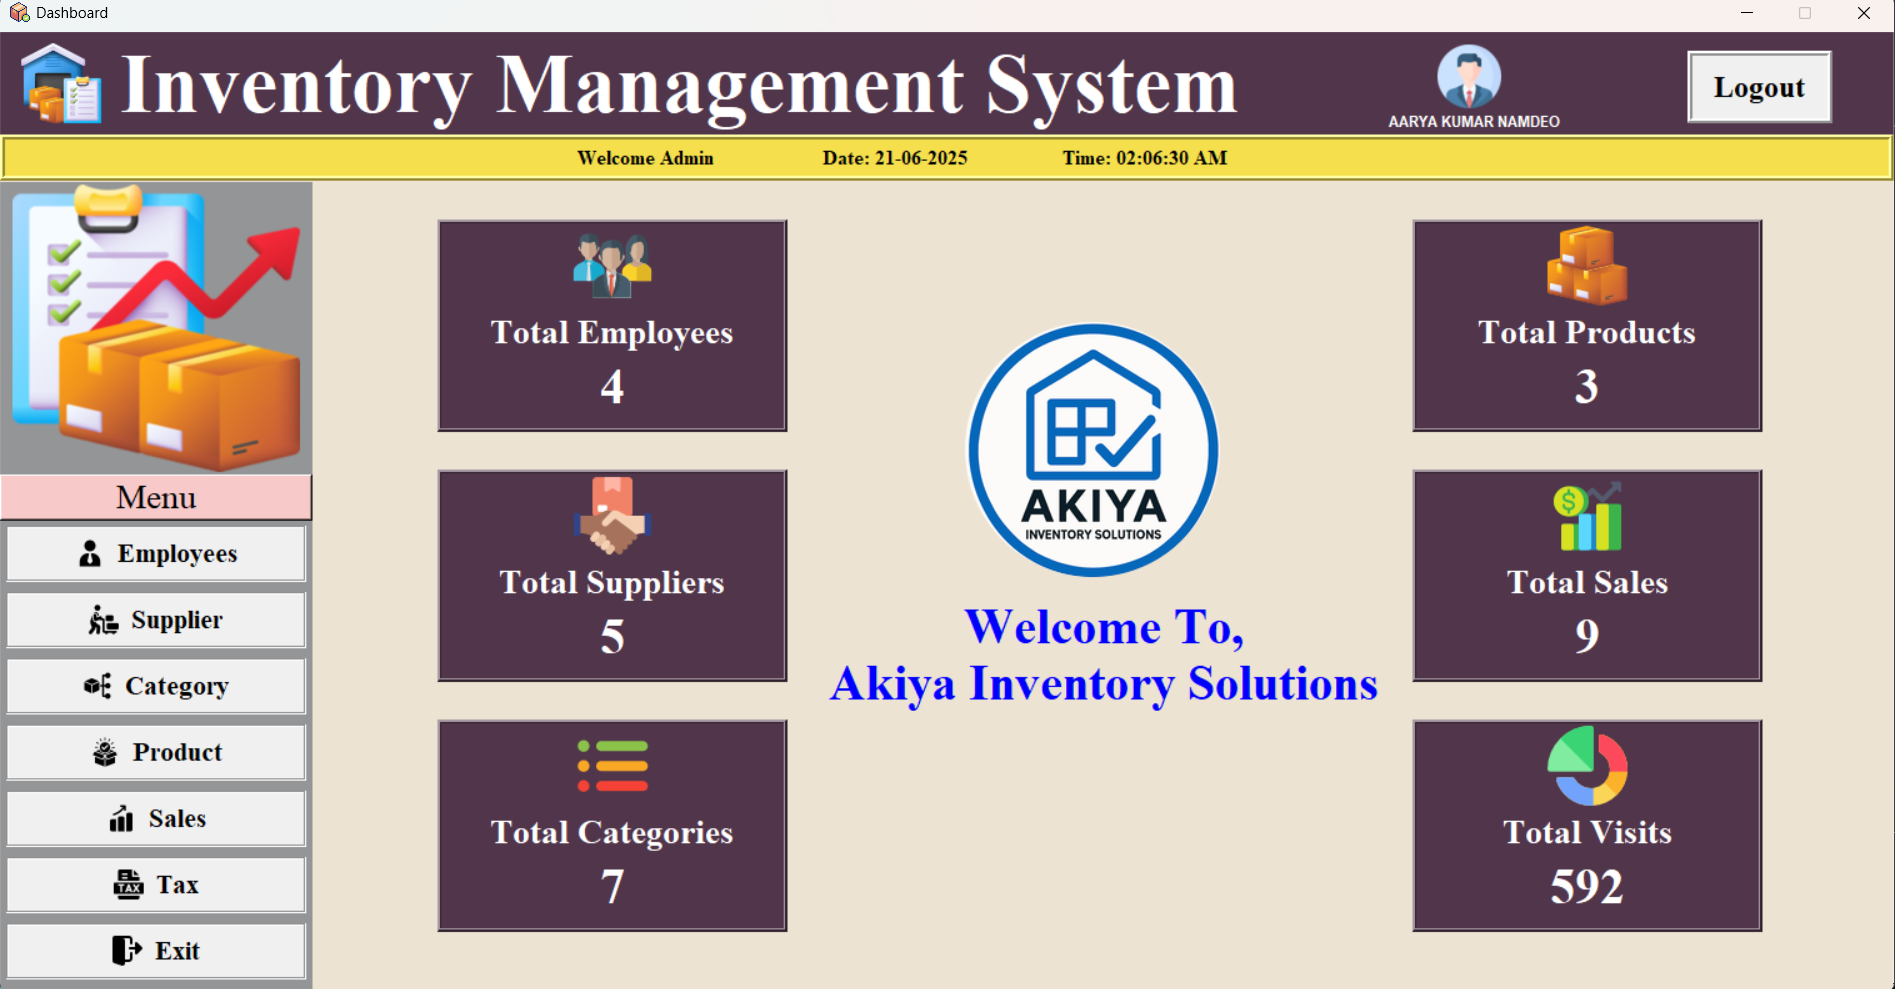 Dashboard
Inventory Management System
AARYA KUMAR NAMDEO
Logout
Welcome Admin Date: 21-06-2025 Time: 02:06:30 AM
Menu
Employees
Supplier
Category
Product
Sales
TAX
Tax
Exit
Total Employees
4
Total Suppliers
5
Total Categories
7
AKIYA
INVENTORY SOLUTIONS
Welcome To,
Akiya Inventory Solutions
Total Products
3
$
Total Sales
9
Total Visits
592